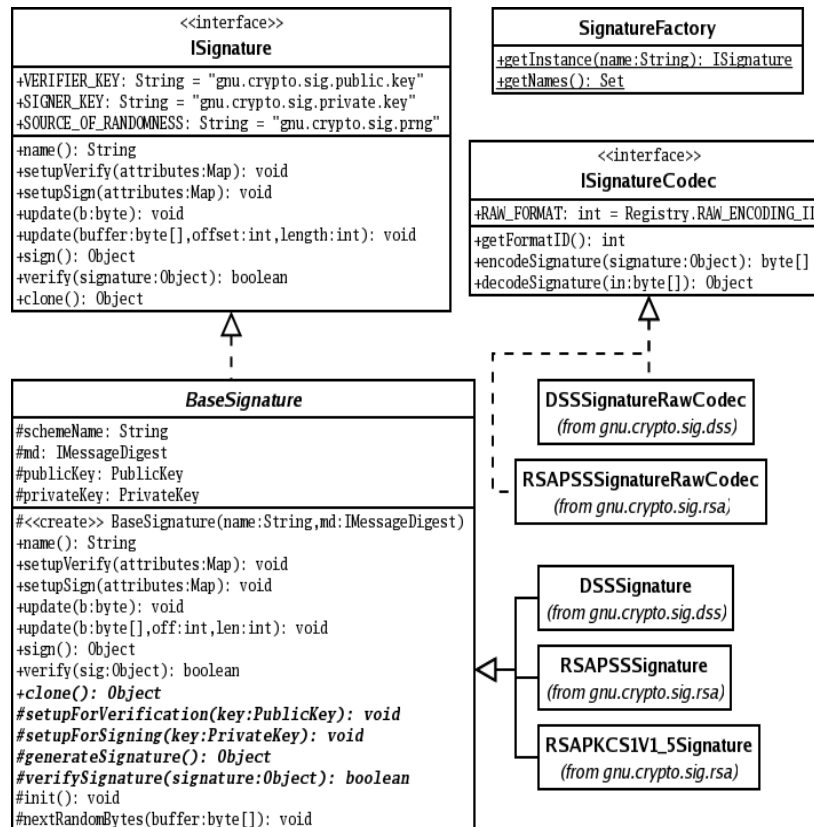 <<interface>>
ISignature
+VERIFIER_KEY: String = "gnu.crypto.sig.public.key"
+SIGNER_KEY: String = "gnu.crypto.sig.private.key"
+SOURCE_OF_RANDOMNESS: String = "gnu.crypto.sig.prng"
+name(): String
+setupVerify(attributes:Map): void
+setupSign(attributes:Map): void
+update(b:byte): void
+update(buffer:byte[],offset:int,length:int): void
+sign(): Object
+verify(signature:Object): boolean
+clone(): Object
SignatureFactory
+getInstance(name:String): ISignature
+getNames(): Set
<<interface>>
ISignatureCodec
+RAW_FORMAT: int = Registry.RAW_ENCODING_ID
+getFormatID(): int
+encodeSignature(signature:Object): byte[]
+decodeSignature(in:byte[]): Object
BaseSignature
#schemeName: String
#md: IMessageDigest
#publicKey: PublicKey
#privateKey: PrivateKey
#<<create>> BaseSignature(name:String,md:IMessageDigest)
+name(): String
+setupVerify(attributes:Map): void
+setupSign(attributes:Map): void
+update(b:byte): void
+update(b:byte[],off:int,len:int): void
+sign(): Object
+verify(sig:Object): boolean
+clone(): Object
#setupForVerification(key:PublicKey): void
#setupForSigning(key:PrivateKey): void
#generateSignature(): Object
#verifySignature(signature:Object): boolean
#init(): void
#nextRandomBytes(buffer:byte[]): void
DSSSignatureRawCodec
(from gnu.crypto.sig.dss)
RSAPSSSignatureRawCodec
(from gnu.crypto.sig.rsa)
DSSSignature
(from gnu.crypto.sig.dss)
RSAPSSSignature
(from gnu.crypto.sig.rsa)
RSAPKCS1V1_5Signature
(from gnu.crypto.sig.rsa)